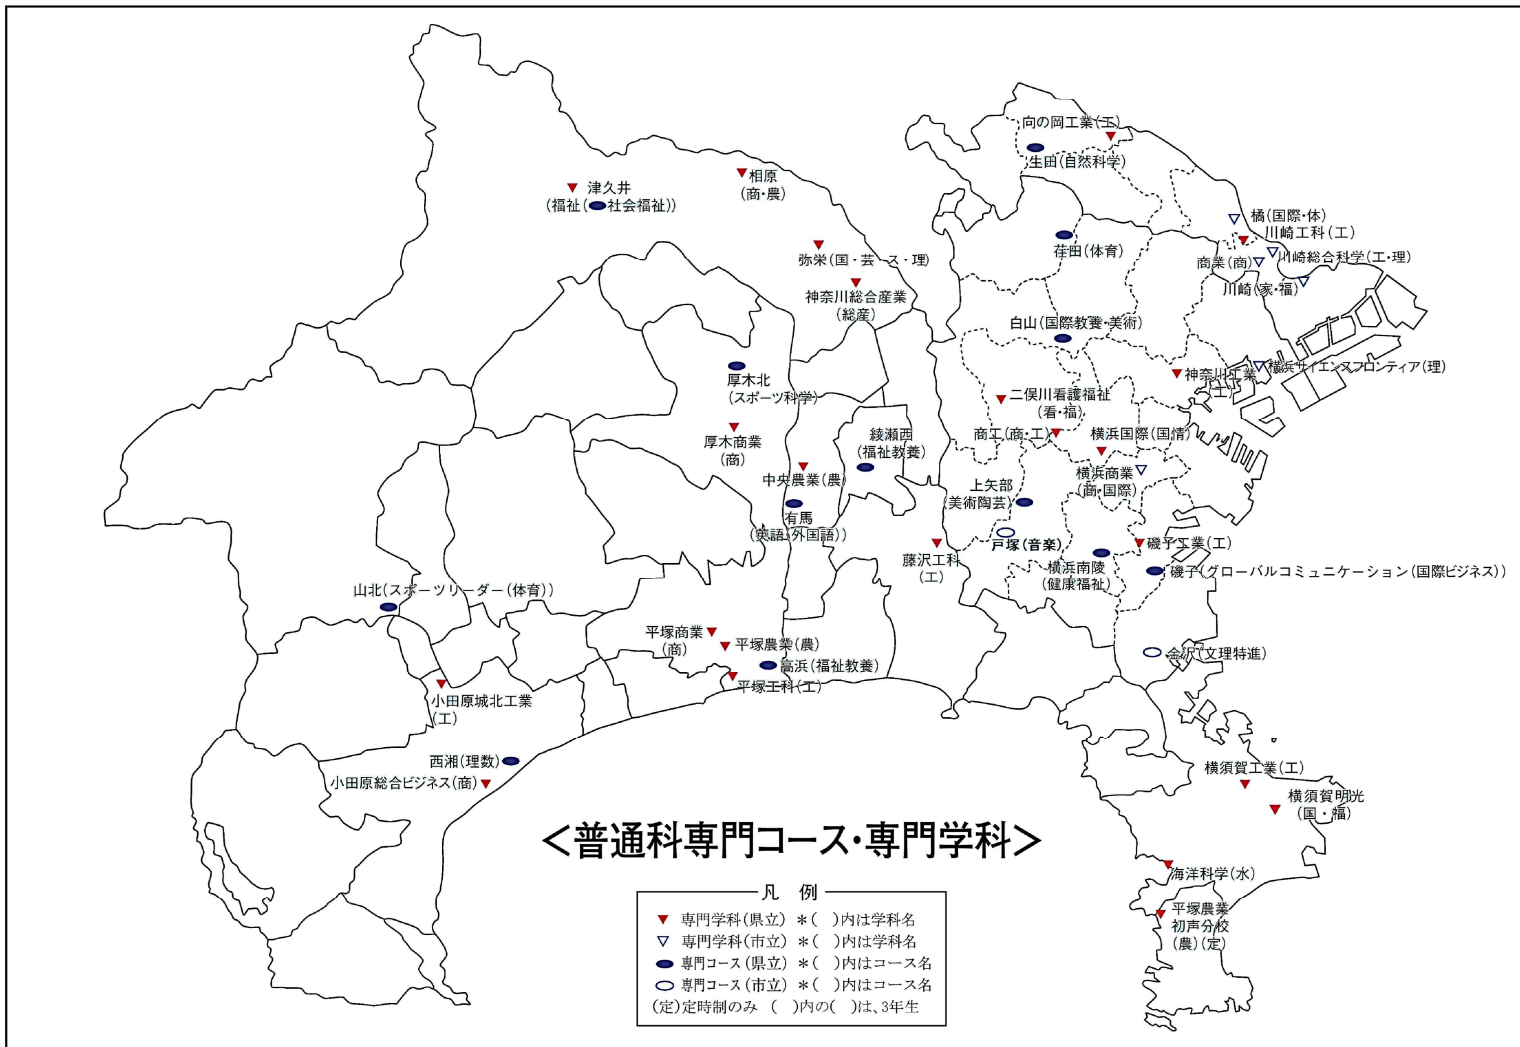 向の岡工業(工)
生田(自然科学)
津久井
(福祉(社会福祉))
相原
(商・農)
橘(国際・体)
川崎工科(工)
商業(商)
川崎総合科学(工・理)
川崎(家・福)
荏田(体育)
弥栄(国・芸・ス・理)
神奈川総合産業
(総産)
白山(国際教養・美術)
厚木北
(スポーツ科学)
神奈川工業
(工)
横浜サイエンスフロンティア(理)
二俣川看護福祉
(看・福)
厚木商業
(商)
綾瀬西
(福祉教養)
商工(商・工)
横浜国際(国情)
中央農業(農)
横浜商業
(商・国際)
上矢部
(美術陶芸)
有馬
(英語(外国語))
藤沢工科
(工)
戸塚(音楽)
磯子工業(工)
横浜南陵
(健康福祉)
磯子(グローバルコミュニケーション(国際ビジネス))
山北(スポーツリーダー(体育))
平塚商業
(商)
平塚農業(農)
高浜(福祉教養)
平塚工科(工)
金沢(文理特進)
小田原城北工業
(工)
西湘(理数)
小田原総合ビジネス(商)
横須賀工業(工)
横須賀明光
(国・福)
海洋科学(水)
平塚農業
初声分校
(農)(定)
<普通科専門コース・専門学科>
凡 例
専門学科(県立) *( )内は学科名
専門学科(市立) *( )内は学科名
専門コース(県立) *( )内はコース名
専門コース(市立) *( )内はコース名
(定)定時制のみ ( )内の( )は、3年生